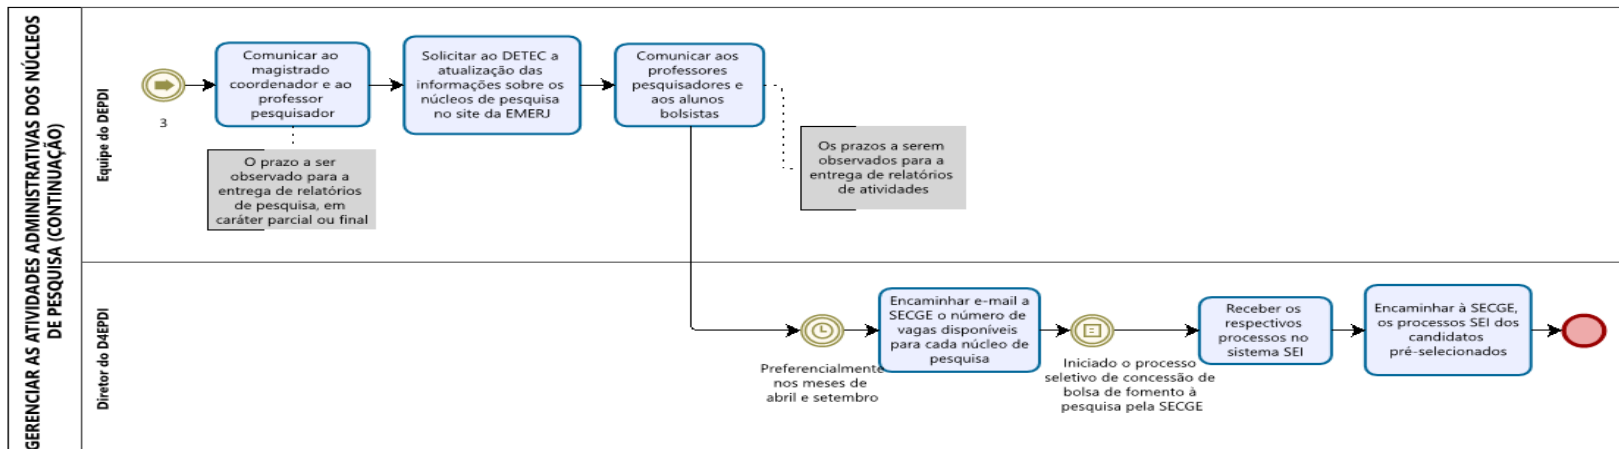 GERENCIAR AS ATIVIDADES ADMINISTRATIVAS DOS NÚCLEOS
DE PESQUISA (CONTINUAÇÃO)
Equipe do DEPDI
3
Comunicar ao
magistrado
coordenador e ao
professor
pesquisador
O prazo a ser
observado para a
entrega de relatórios
de pesquisa, em
caráter parcial ou final
Solicitar ao DETEC a
atualização das
informações sobre os
núcleos de pesquisa
no site da EMERJ
Comunicar aos
professores
pesquisadores e
aos alunos
bolsistas
Os prazos a serem
observados para a
entrega de relatórios
de atividades
Diretor do D4EPDI
Preferencialmente
nos meses de
abril e setembro
Encaminhar e-mail a
SECGE o número de
vagas disponíveis
para cada núcleo de
pesquisa
Iniciado o processo
seletivo de concessão de
bolsa de fomento à
pesquisa pela SECGE
Receber os
respectivos
processos no
sistema SEI
Encaminhar à SECGE,
os processos SEI dos
candidatos
pré-selecionados